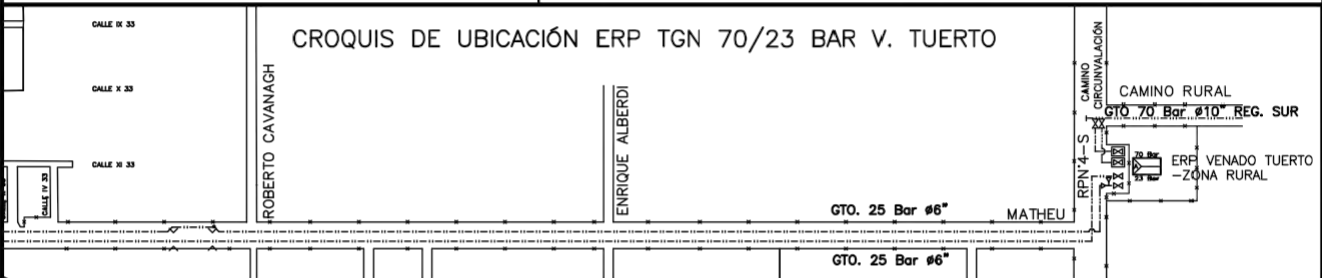 CROQUIS DE UBICACIÓN ERP TGN 70/23 BAR V. TUERTO
CALLE IX 33
CALLE X 33
CALLE XI 33
CALLE IV 33
ROBERTO CAVANAGH
ENRIQUE ALBERDI
CAMINO
CIRCUNVALACIÓN
CAMINO RURAL
GTO 70 Bar ø10" REG. SUR
RPN°4-S
70 Bar
23 Bar
ERP VENADO TUERTO
-ZONA RURAL
GTO. 25 Bar ø6"
MATHEU
GTO. 25 Bar ø6"